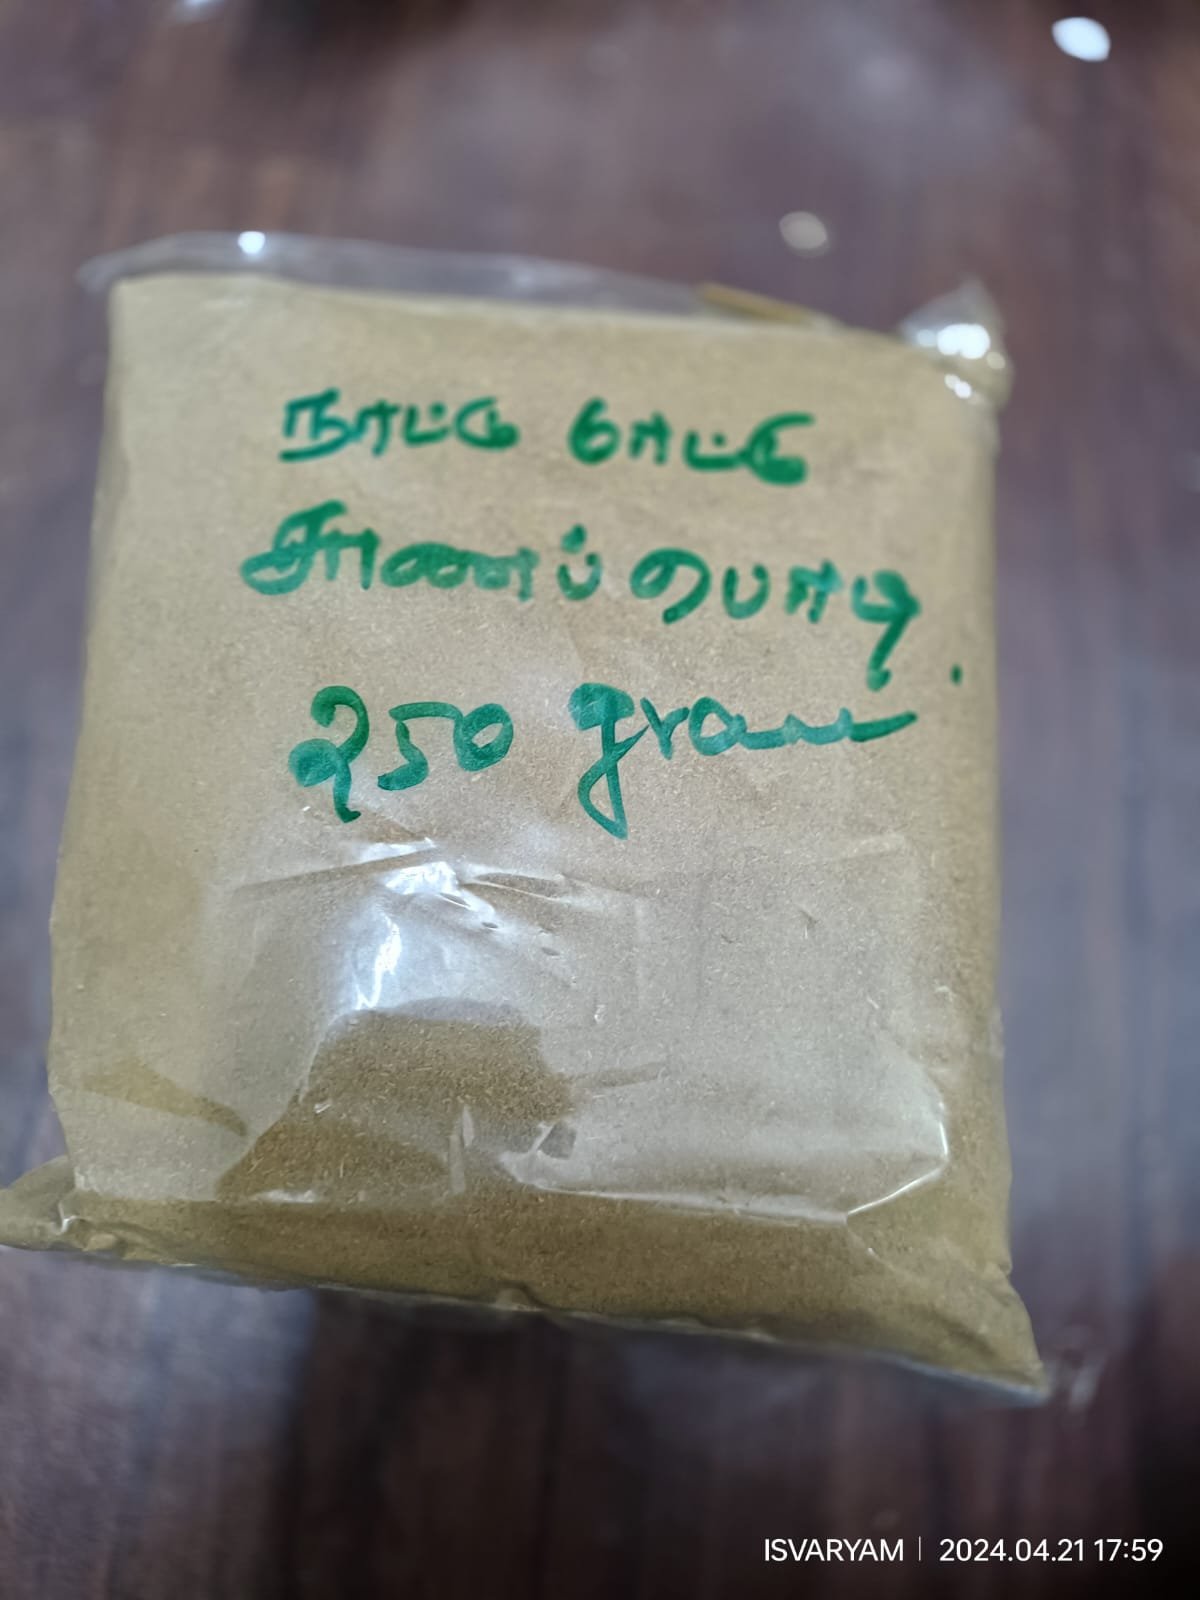 நாட்டு மாட்டு
சாணப் பொடி.
250 gram
ISVARYAM | 2024.04.21 17:59